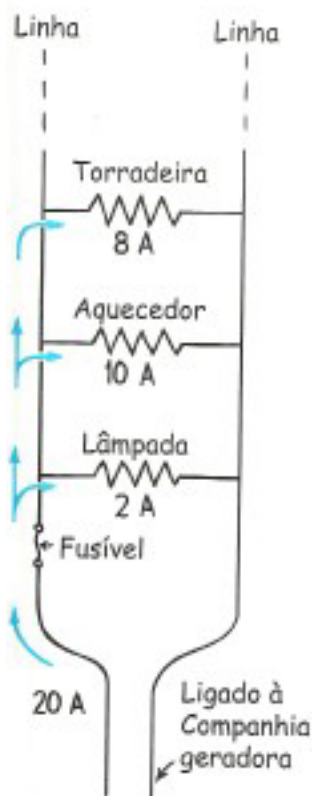 Linha
Linha
Torradeira
8 A
Aquecedor
10 A
Lâmpada
2 A
Fusível
20 A
Ligado à
Companhia
geradora